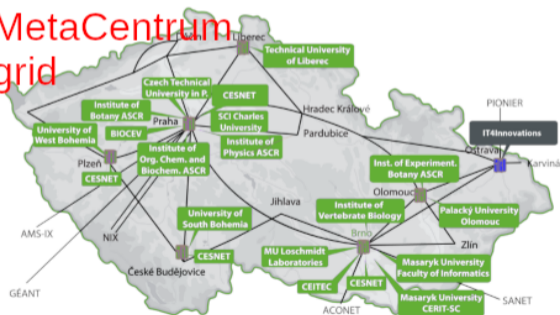 MetaCentrum
grid
Liberec
Technical University
of Liberec
Czech Technical
University in P.
CESNET
Institute of
Botany ASCR
Praha
SCI Charles
University
Hradec Králové
PIONIER
University of
West Bohemia
BIOCEV
Institute of
Physics ASCR
Pardubice
IT4Innovations
Plzeň
Institute of
Org. Chem. and
Biochem. ASCR
Ostrava
Karviná
Inst. of Experiment.
Botany ASCR
CESNET
Olomouc
Jihlava
Institute of
Vertebrate Biology
University of
South Bohemia
Palacký University
Olomouc
AMS-IX
NIX
Brno
Zlín
CESNET
MU Loschmidt
Laboratories
Masaryk University
Faculty of Informatics
České Budějovice
GÉANT
CEITEC
CESNET
Masaryk University
CERIT-SC
SANET
ACONET